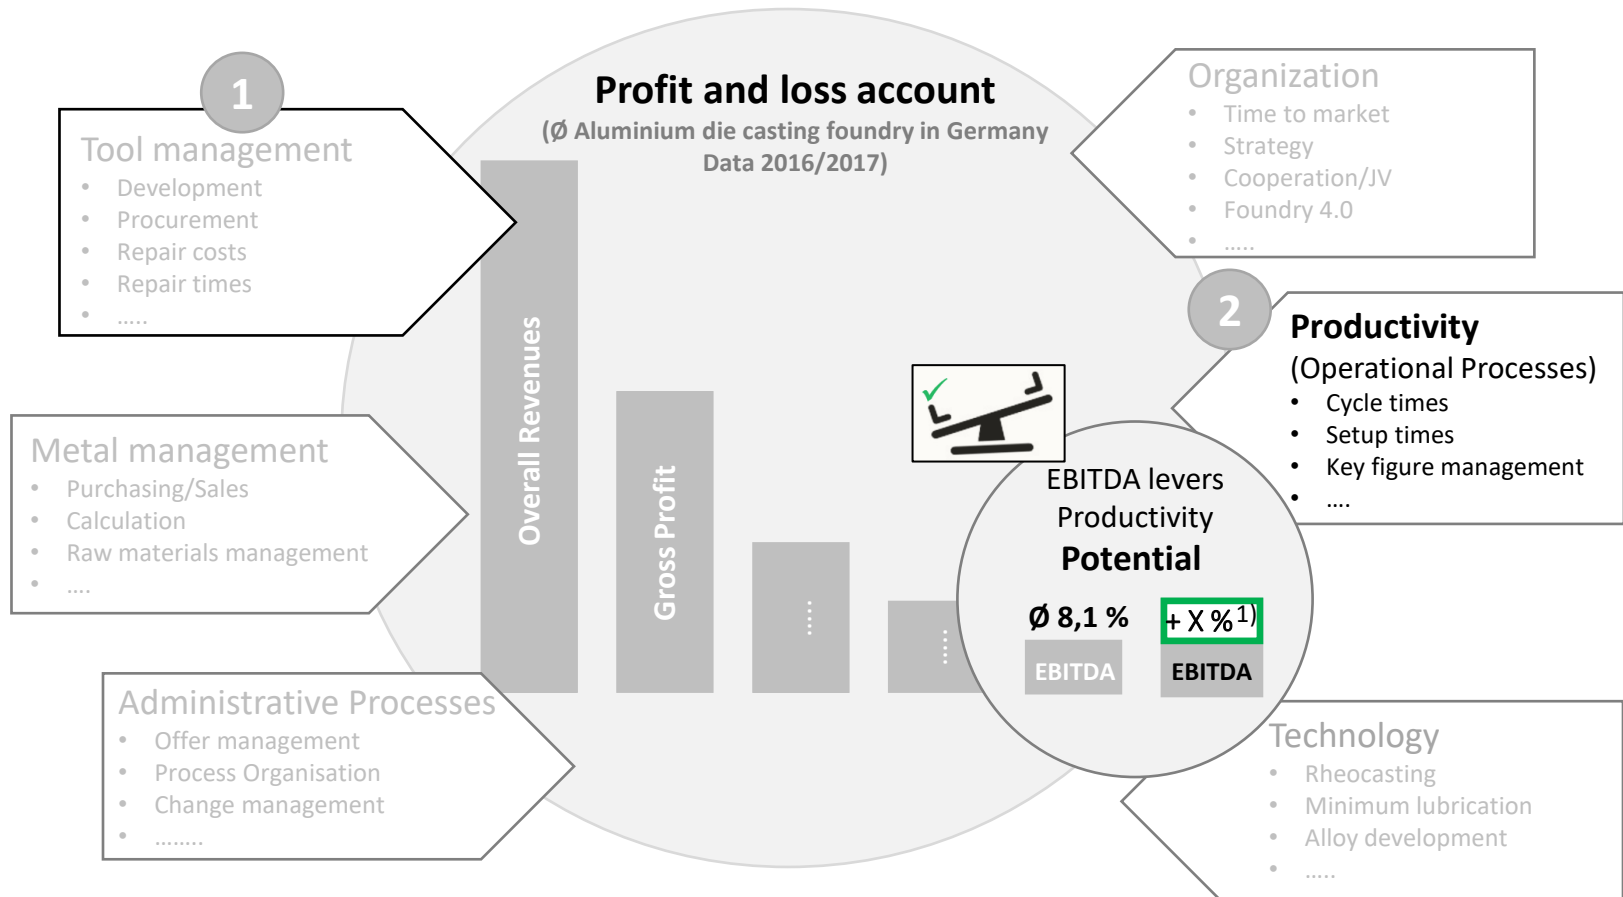 Profit and loss account
(Ø Aluminium die casting foundry in Germany
Data 2016/2017)
1
Tool management
• Development
• Procurement
• Repair costs
• Repair times
• .....
Metal management
• Purchasing/Sales
• Calculation
• Raw materials management
• ....
Administrative Processes
• Offer management
• Process Organisation
• Change management
• ........
Overall Revenues
Gross Profit
.....
.....
EBITDA levers
Productivity
Potential
Ø 8,1 %
+ X %1)
EBITDA
EBITDA
Organization
• Time to market
• Strategy
• Cooperation/JV
• Foundry 4.0
• .....
2
Productivity
(Operational Processes)
• Cycle times
• Setup times
• Key figure management
• ....
Technology
• Rheocasting
• Minimum lubrication
• Alloy development
• .....